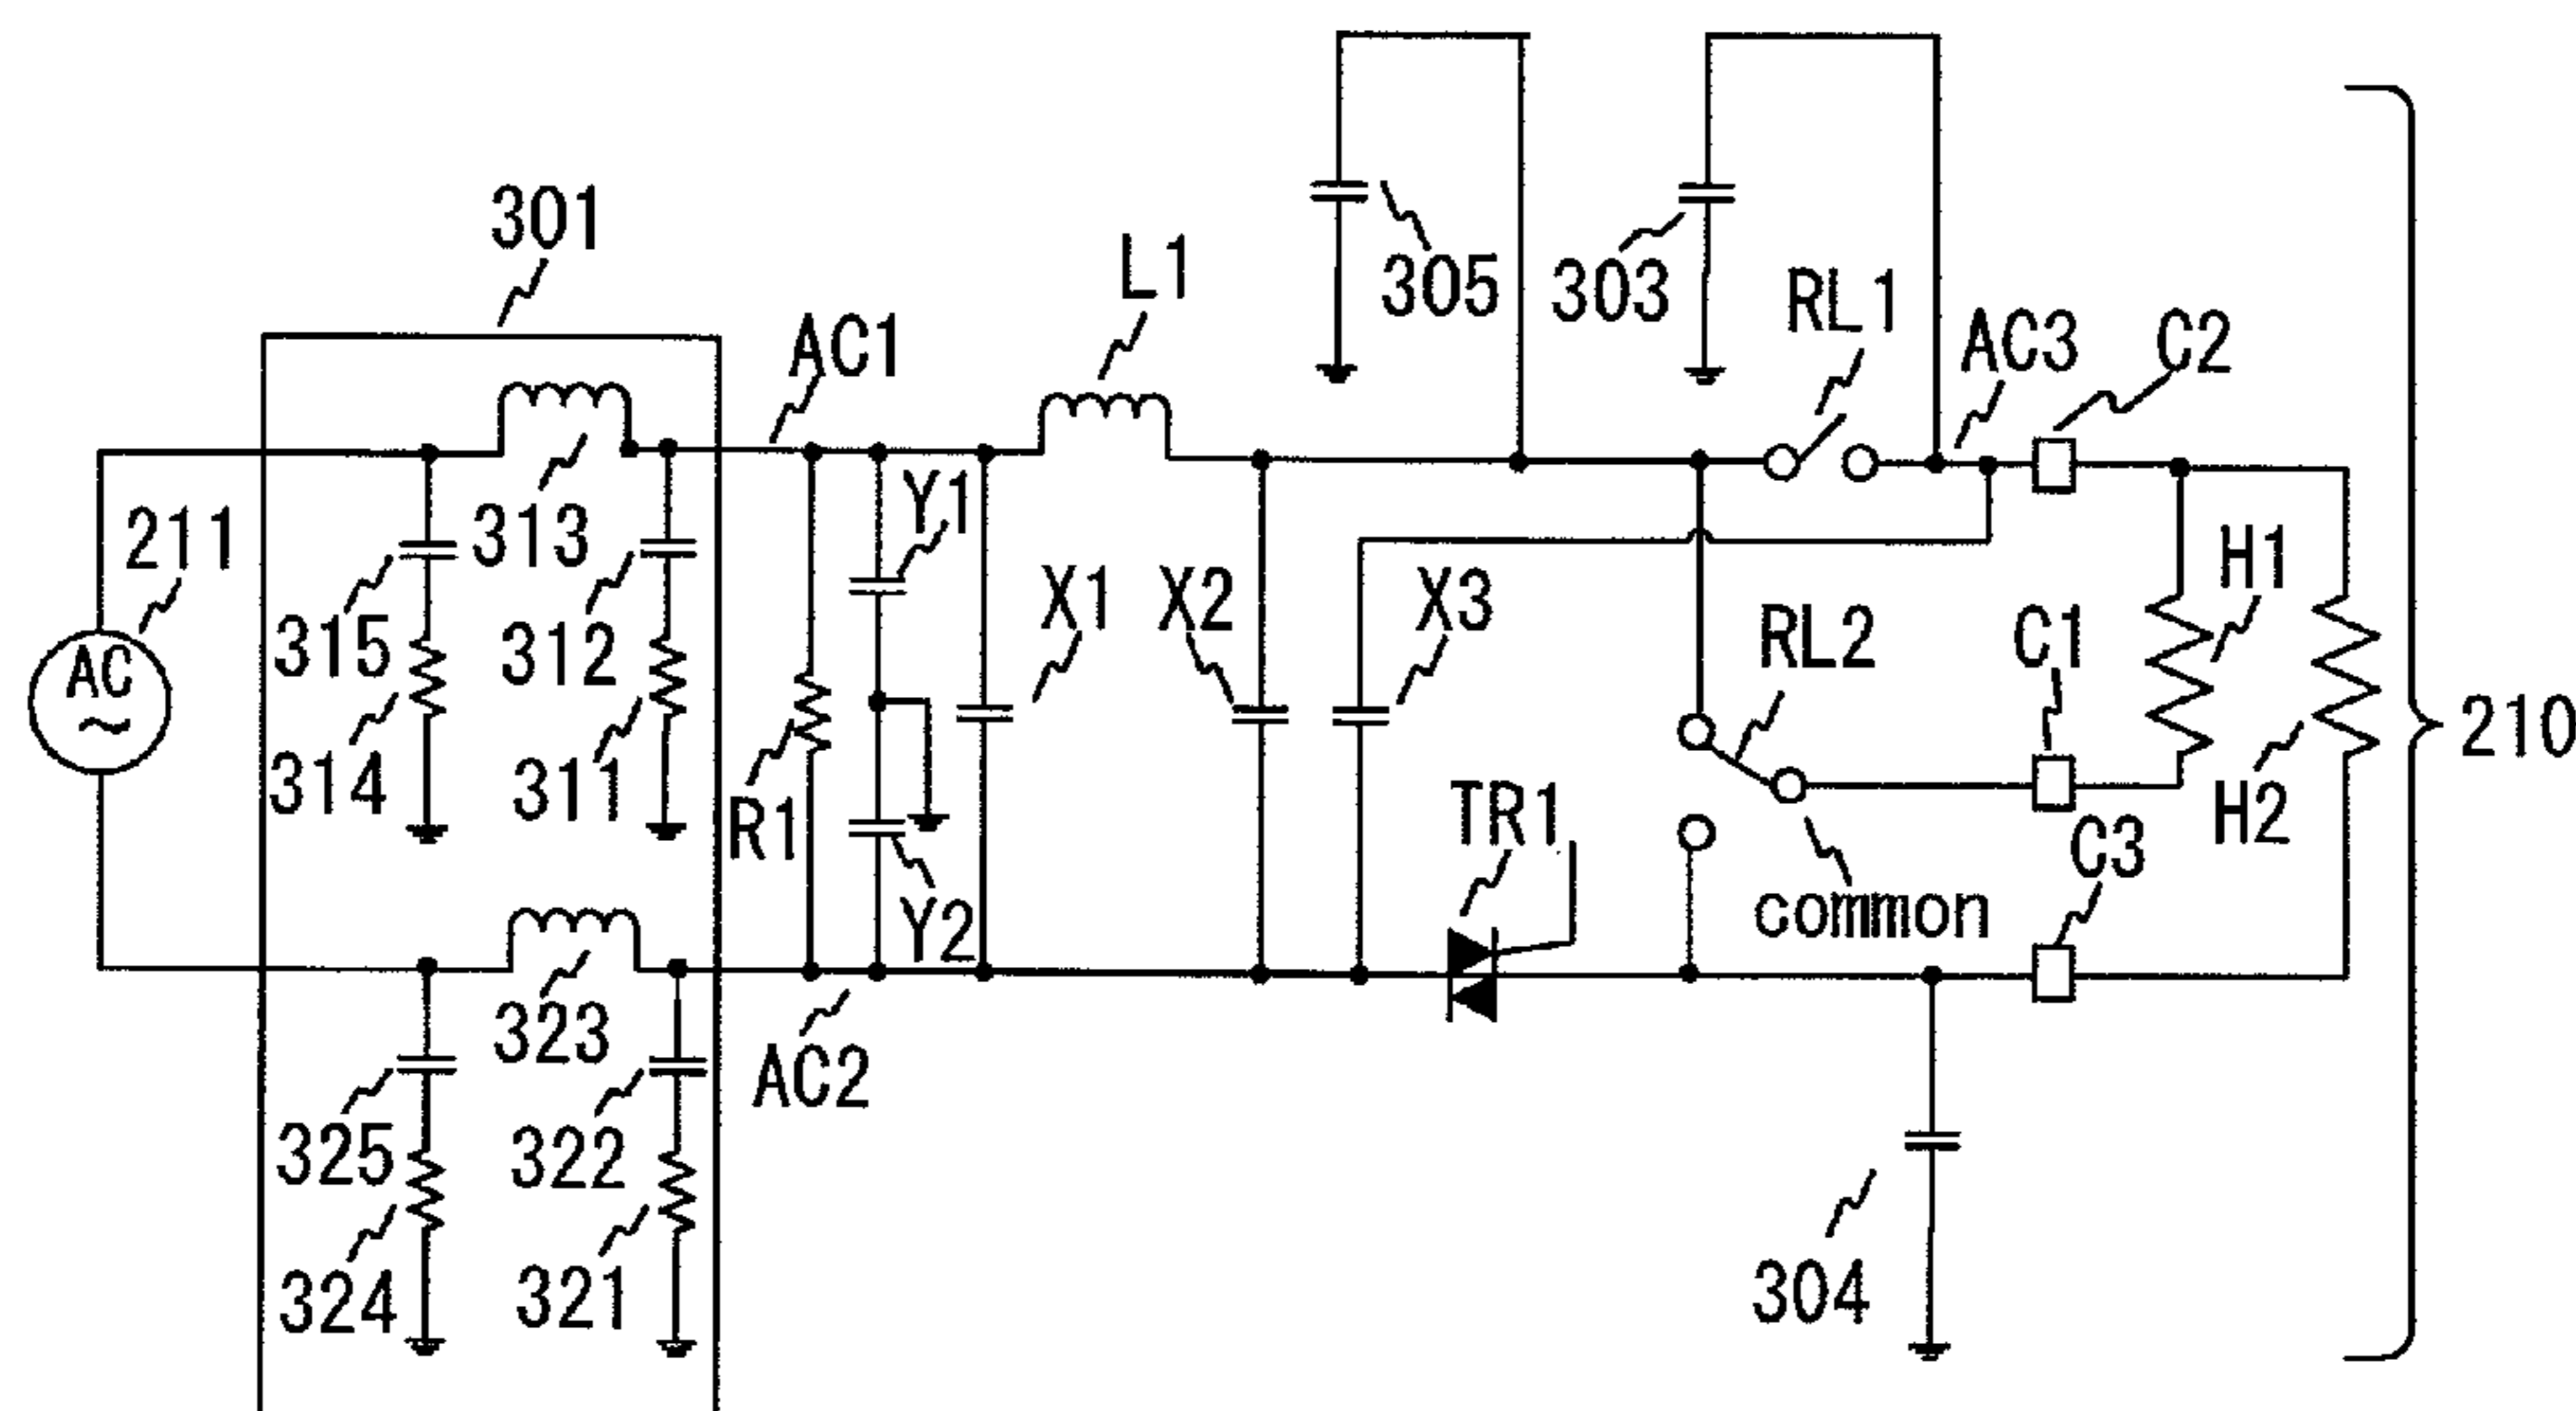 301
305
303
L1
RL1
AC3
C2
AC1
211
313
Y1
H1
315
312
X1
X2
X3
RL2
C1
AC
~
314
311
R1
TR1
H2
210
C3
Y2
common
323
AC2
325
322
324
321
304